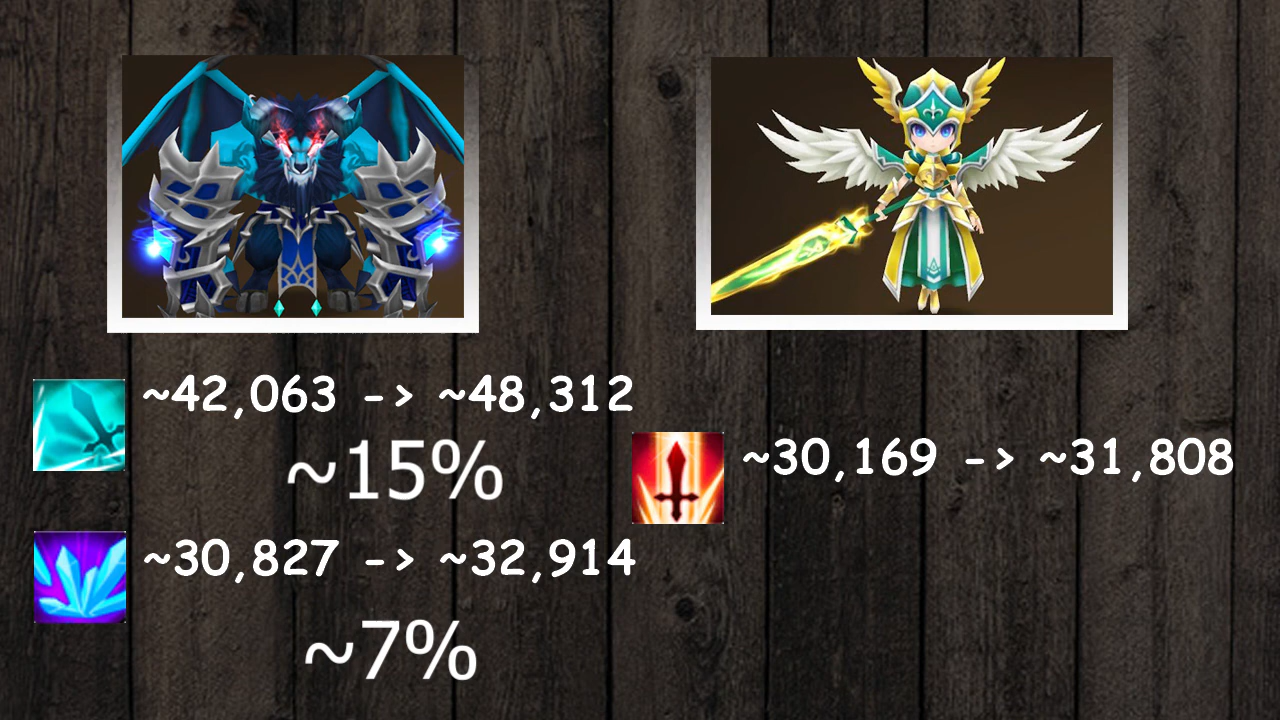 ~42,063 -> ~48,312
~15%
~30,827 -> ~32,914
~7%
~30,169 -> ~31,808